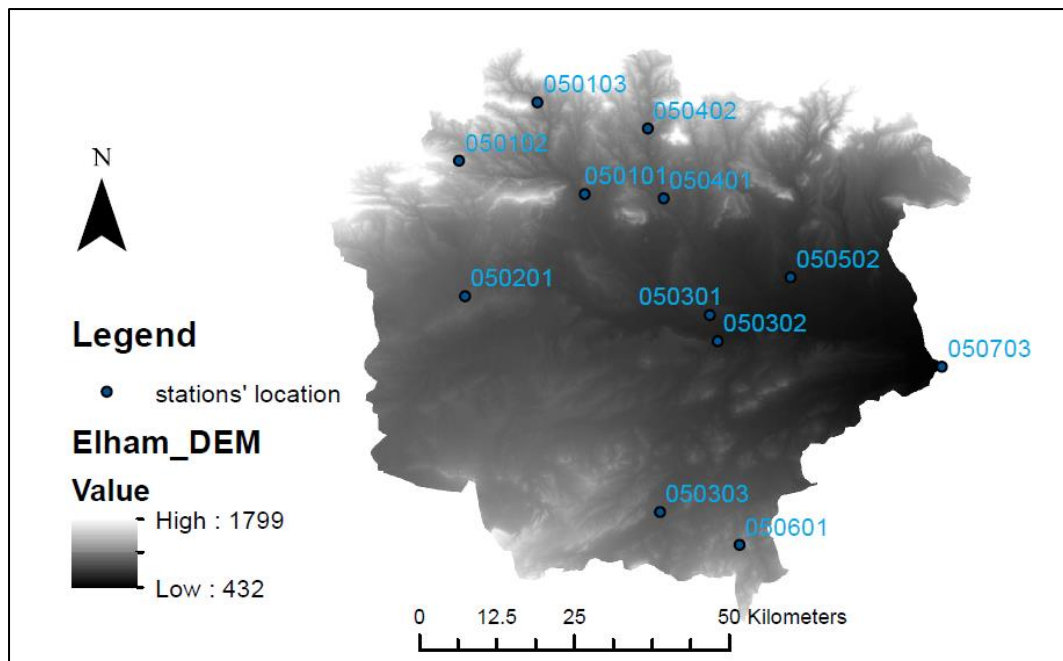 050103
050402
050102
N
050101
050401
050502
050201
050301
050302
050703
Legend
stations' location
Elham_DEM
Value
High : 1799
Low : 432
050303
050601
0 12.5 25 50 Kilometers